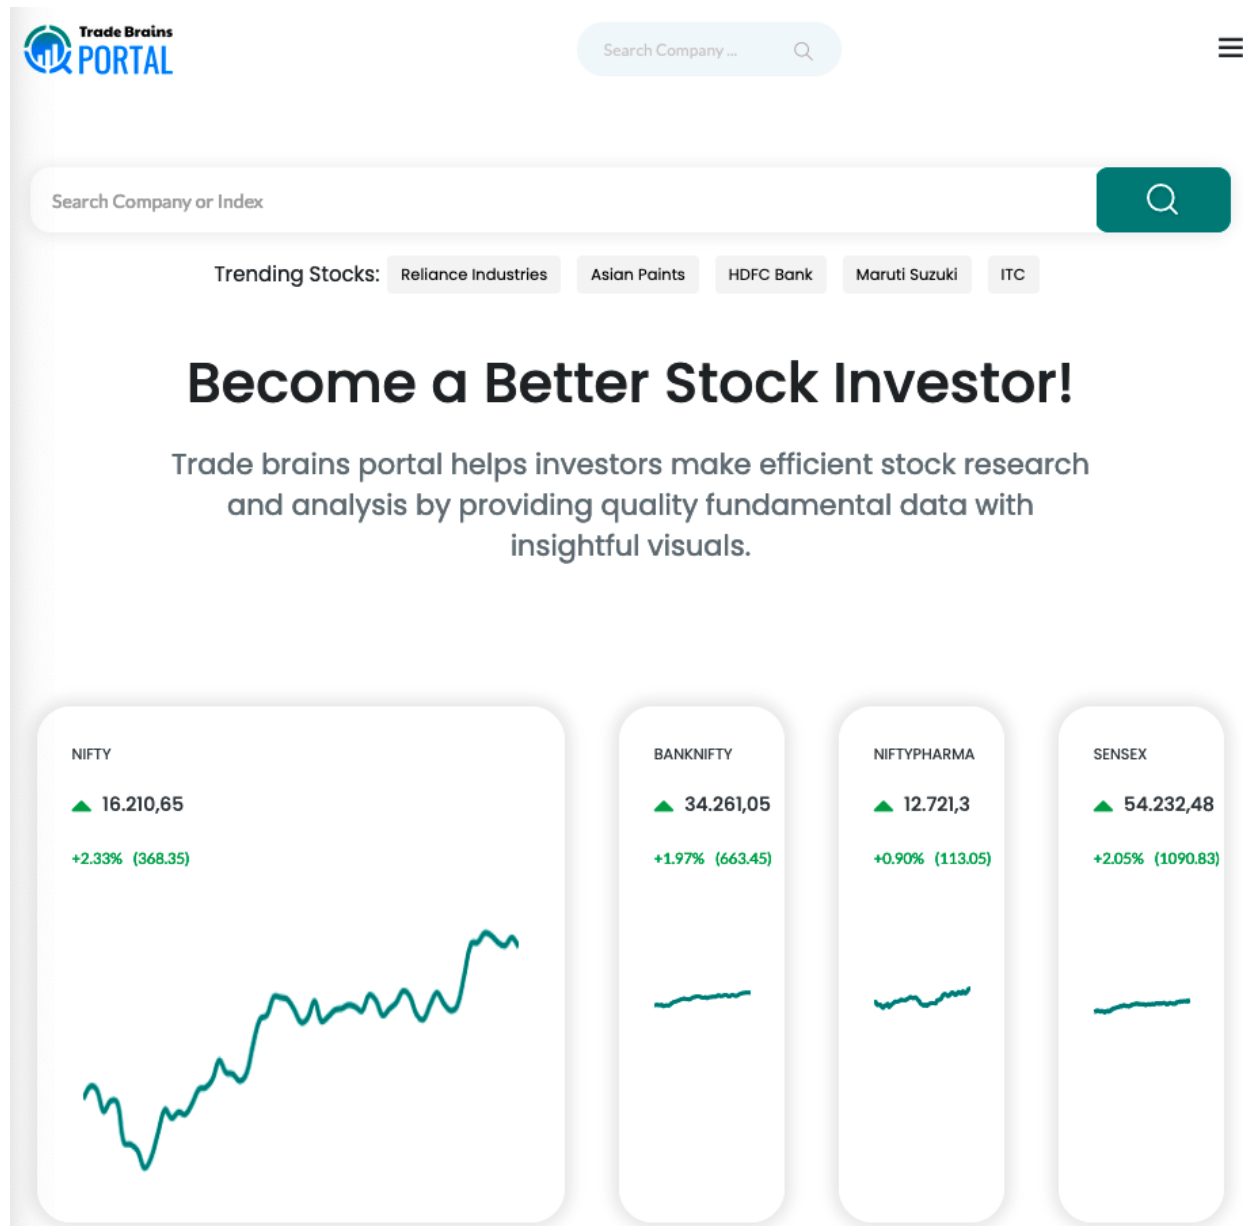 Trade Brains
PORTAL
Search Company ...
Search Company or Index
Trending Stocks: Reliance Industries Asian Paints HDFC Bank Maruti Suzuki ITC
Become a Better Stock Investor!
Trade brains portal helps investors make efficient stock research
and analysis by providing quality fundamental data with
insightful visuals.
NIFTY
16.210,65
+2.33% (368.35)
BANKNIFTY
34.261,05
+1.97% (663.45)
NIFTYPHARMA
12.721,3
+0.90% (113.05)
SENSEX
54.232,48
+2.05% (1090.83)